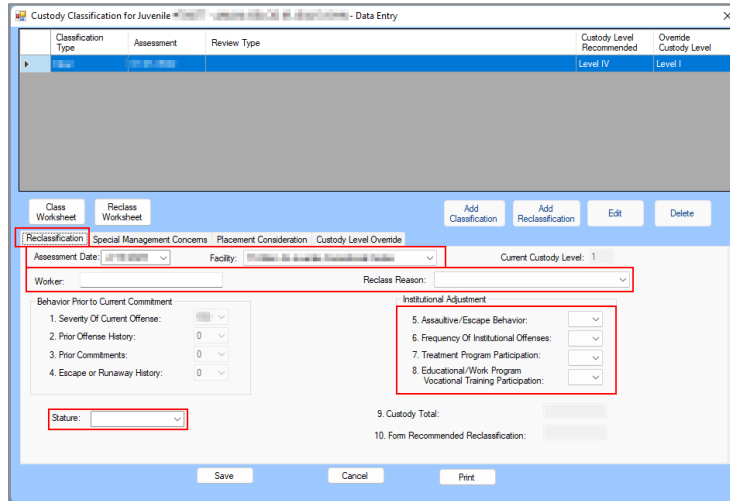 Custody Classification for Juvenile - Data Entry
Classification Type Assessment Review Type Custody Level Recommended Override Custody Level
Level IV Level I
Class Worksheet Reclass Worksheet Add Classification Add Reclassification Edit Delete
Reclassification Special Management Concerns Placement Consideration Custody Level Override
Assessment Date: Facility: Current Custody Level: 1
Worker: Reclass Reason:
Behavior Prior to Current Commitment Institutional Adjustment
1. Severity Of Current Offense: 5. Assaultive/Escape Behavior:
2. Prior Offense History: 0 6. Frequency Of Institutional Offenses:
3. Prior Commitments: 0 7. Treatment Program Participation:
4. Escape or Runaway History: 0 8. Educational/Work Program
Vocational Training Participation:
Stature: 9. Custody Total:
10. Form Recommended Reclassification:
Save Cancel Print